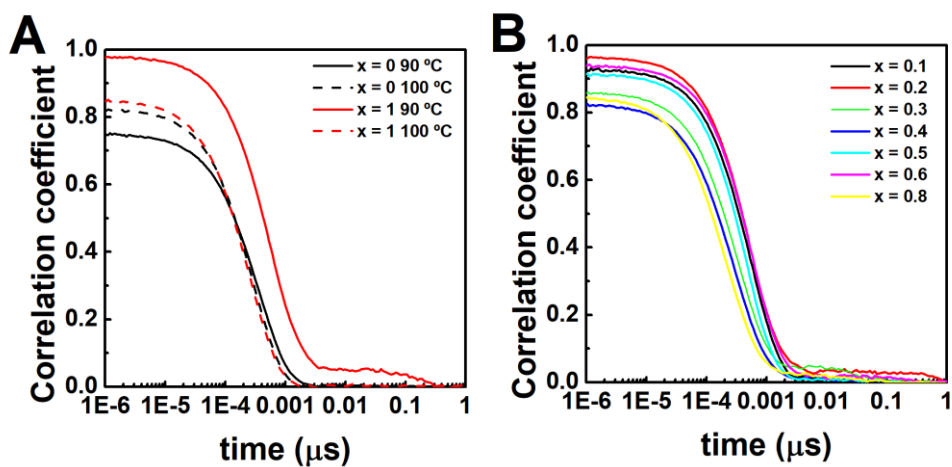 A
Correlation coefficient
1.0
0.8
0.6
0.4
0.2
0.0
1E-6 1E-5 1E-4 0.001 0.01 0.1 1
time (μs)
x = 0 90 ºC
x = 0 100 ºC
x = 1 90 ºC
x = 1 100 ºC
B
Correlation coefficient
1.0
0.8
0.6
0.4
0.2
0.0
1E-6 1E-5 1E-4 0.001 0.01 0.1 1
time (μs)
x = 0.1
x = 0.2
x = 0.3
x = 0.4
x = 0.5
x = 0.6
x = 0.8